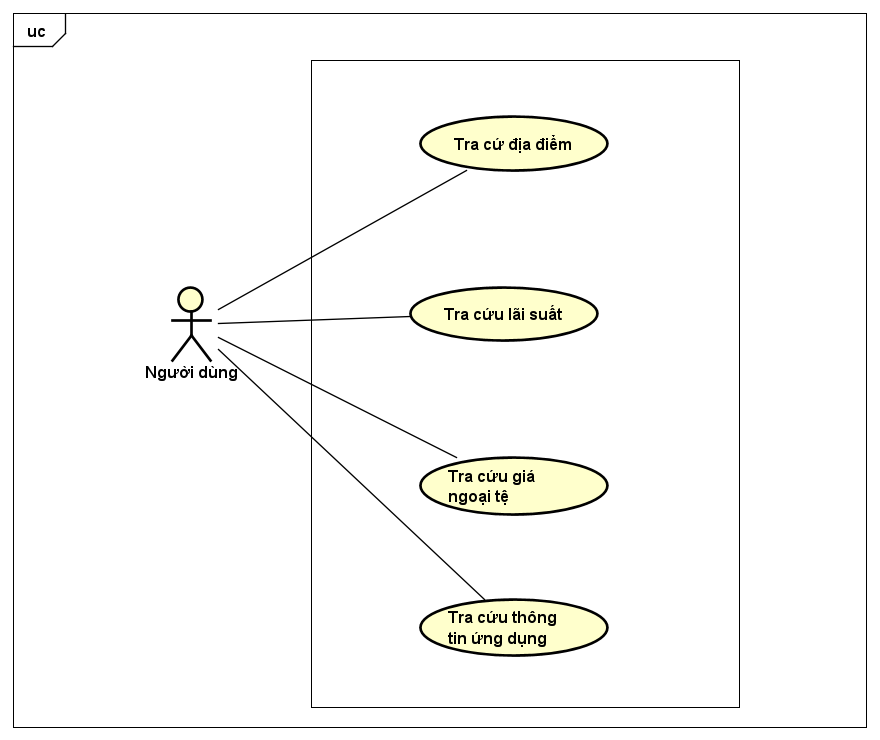 uc
Tra cứ địa điểm
Tra cứu lãi suất
Người dùng
Tra cứu giá
ngoại tệ
Tra cứu thông
tin ứng dụng